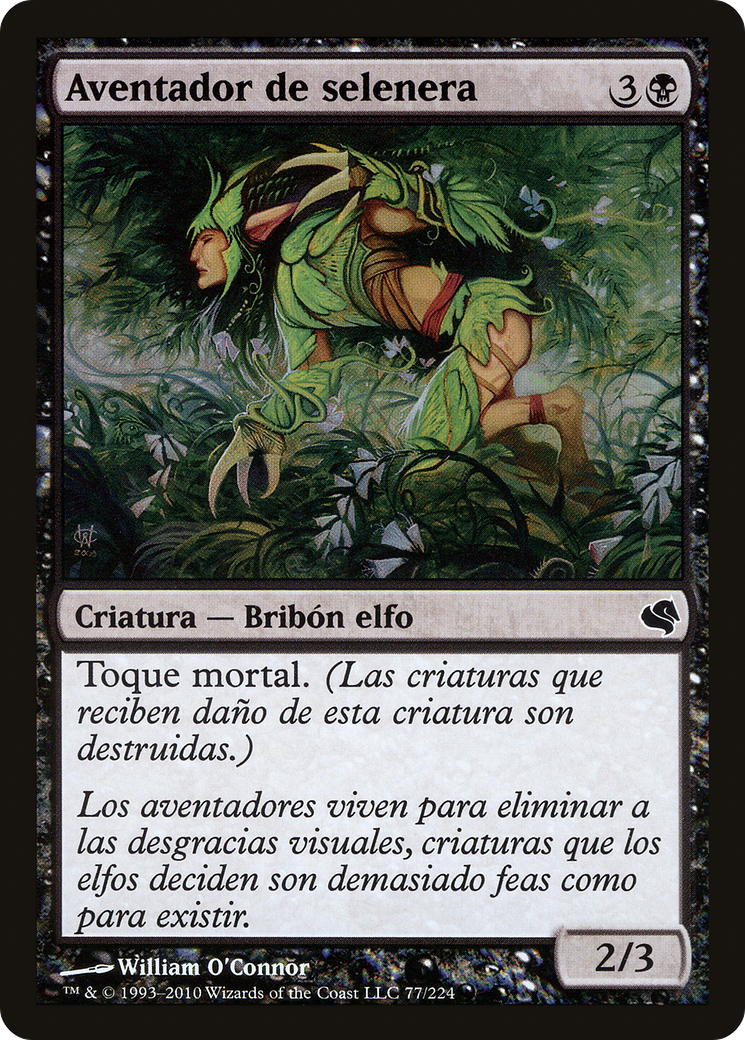 Aventador de selenera 3
Criatura — Bribón elfo
Toque mortal. (Las criaturas que
reciben daño de esta criatura son
destruidas.)
Los aventadores viven para eliminar a
las desgracias visuales, criaturas que los
elfos deciden son demasiado feas como
para existir.
2/3
William O'Connor
™ & © 1993–2010 Wizards of the Coast LLC 77/224